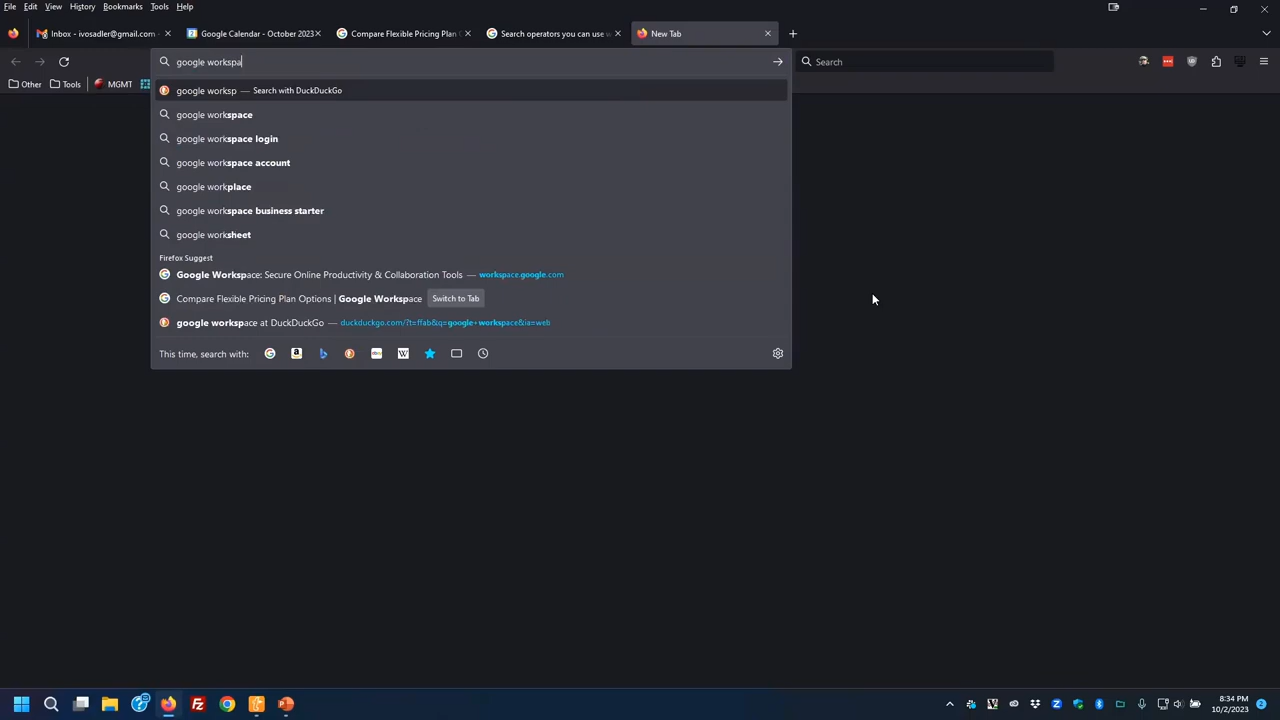 File Edit View History Bookmarks Tools Help
Inbox - ivosadler@gmail.com -
Google Calendar - October 2023
Compare Flexible Pricing Plan
Search operators you can use
New Tab
google workspa
Search
Other Tools MGMT
google worksp — Search with DuckDuckGo
google workspace
google workspace login
google workspace account
google workplace
google workspace business starter
google worksheet
Firefox Suggest
Google Workspace: Secure Online Productivity & Collaboration Tools — workspace.google.com
Compare Flexible Pricing Plan Options | Google Workspace Switch to Tab
google workspace at DuckDuckGo — duckduckgo.com/?t=ffab&q=google+workspace&ia=web
This time, search with:
8:34 PM
10/2/2023